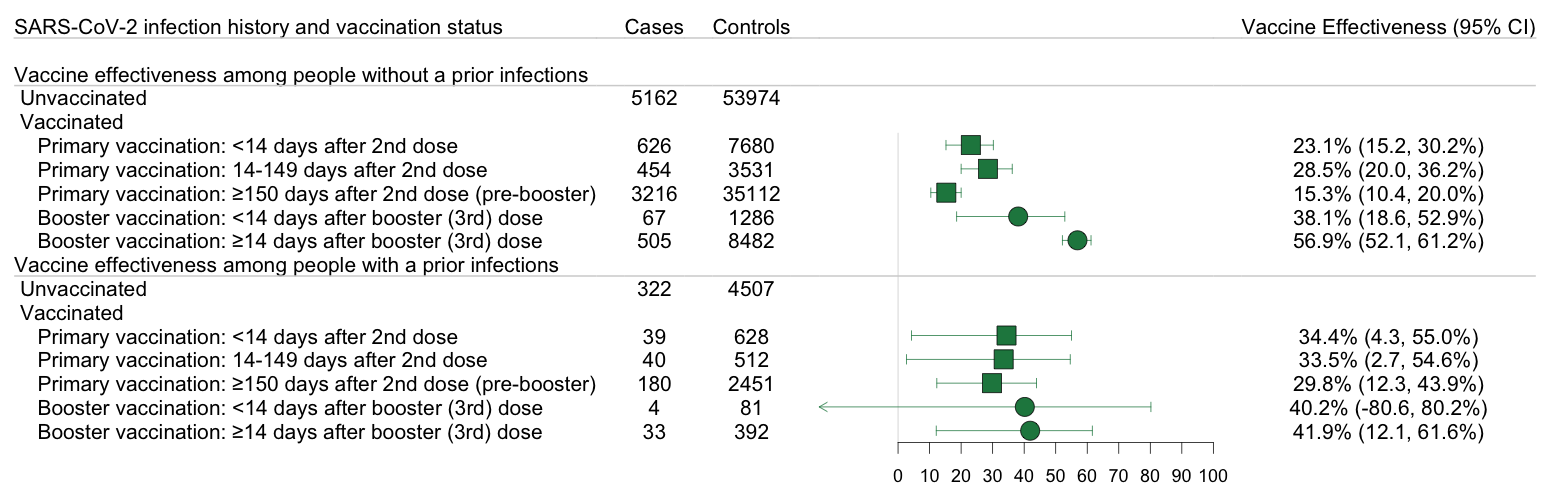 SARS-CoV-2 infection history and vaccination status Cases Controls Vaccine Effectiveness (95% CI)
Vaccine effectiveness among people without a prior infections
Unvaccinated 5162 53974
Vaccinated
Primary vaccination: <14 days after 2nd dose 626 7680 23.1% (15.2, 30.2%)
Primary vaccination: 14-149 days after 2nd dose 454 3531 28.5% (20.0, 36.2%)
Primary vaccination: ≥150 days after 2nd dose (pre-booster) 3216 35112 15.3% (10.4, 20.0%)
Booster vaccination: <14 days after booster (3rd) dose 67 1286 38.1% (18.6, 52.9%)
Booster vaccination: ≥14 days after booster (3rd) dose 505 8482 56.9% (52.1, 61.2%)
Vaccine effectiveness among people with a prior infections
Unvaccinated 322 4507
Vaccinated
Primary vaccination: <14 days after 2nd dose 39 628 34.4% (4.3, 55.0%)
Primary vaccination: 14-149 days after 2nd dose 40 512 33.5% (2.7, 54.6%)
Primary vaccination: ≥150 days after 2nd dose (pre-booster) 180 2451 29.8% (12.3, 43.9%)
Booster vaccination: <14 days after booster (3rd) dose 4 81 40.2% (-80.6, 80.2%)
Booster vaccination: ≥14 days after booster (3rd) dose 33 392 41.9% (12.1, 61.6%)
0 10 20 30 40 50 60 70 80 90 100